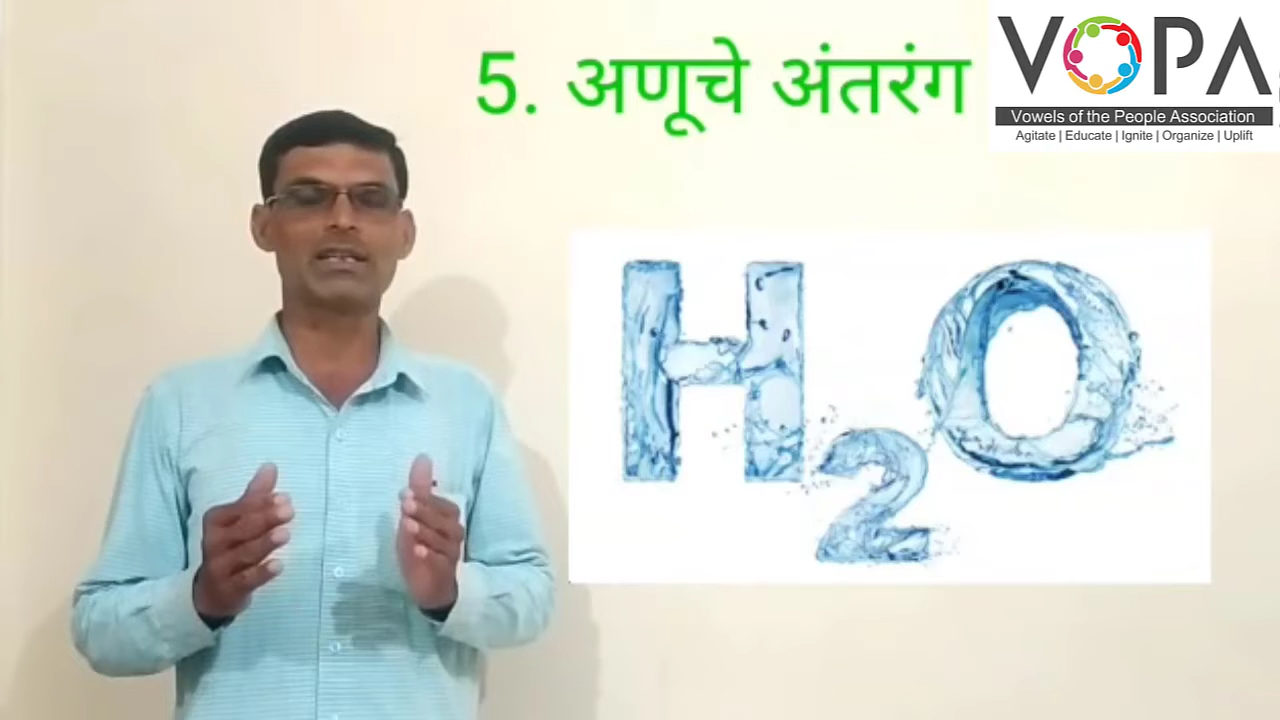 5. अणूचे अंतरंग
VOPA
Vowels of the People Association
Agitate | Educate | Ignite | Organize | Uplift
H2O